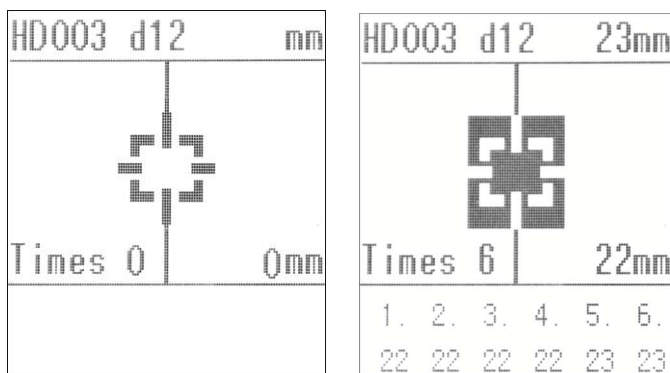 HD003 d12 mm
Times 0 0mm
HD003 d12 23mm
Times 6 22mm
1. 2. 3. 4. 5. 6.
22 22 22 22 23 23